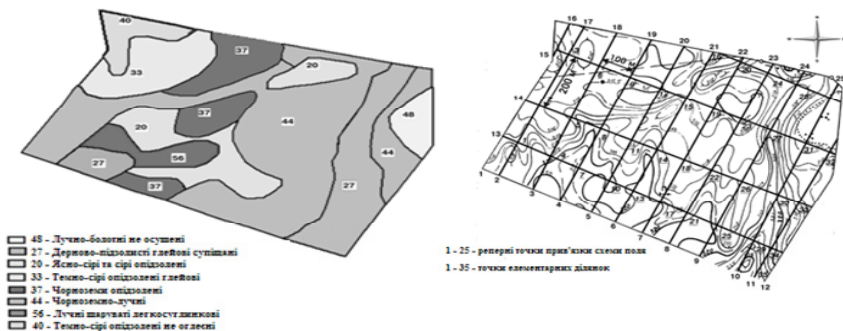 40
37
33
20
48
37
20
44
56
44
27
27
37
48 - Лучно-болотні не осушені
27 - Дерново-підзолисті глейові супіщані
20 - Ясно-сірі та сірі опідзолені
33 - Темно-сірі опідзолені глейові
37 - Чорноземи опідзолені
44 - Чорноземно-лучні
56 - Лучні шаруваті легкосуглинкові
40 - Темно-сірі опідзолені не оглеєні
16 17 18 19 20 21 22 23 24 25
15
100 м
200 м
14
13
1 2 3 4 5 6 7 8 9 10 11 12
1 - 25 - реперні точки прив'язки схеми поля
1 - 35 - точки елементарних ділянок